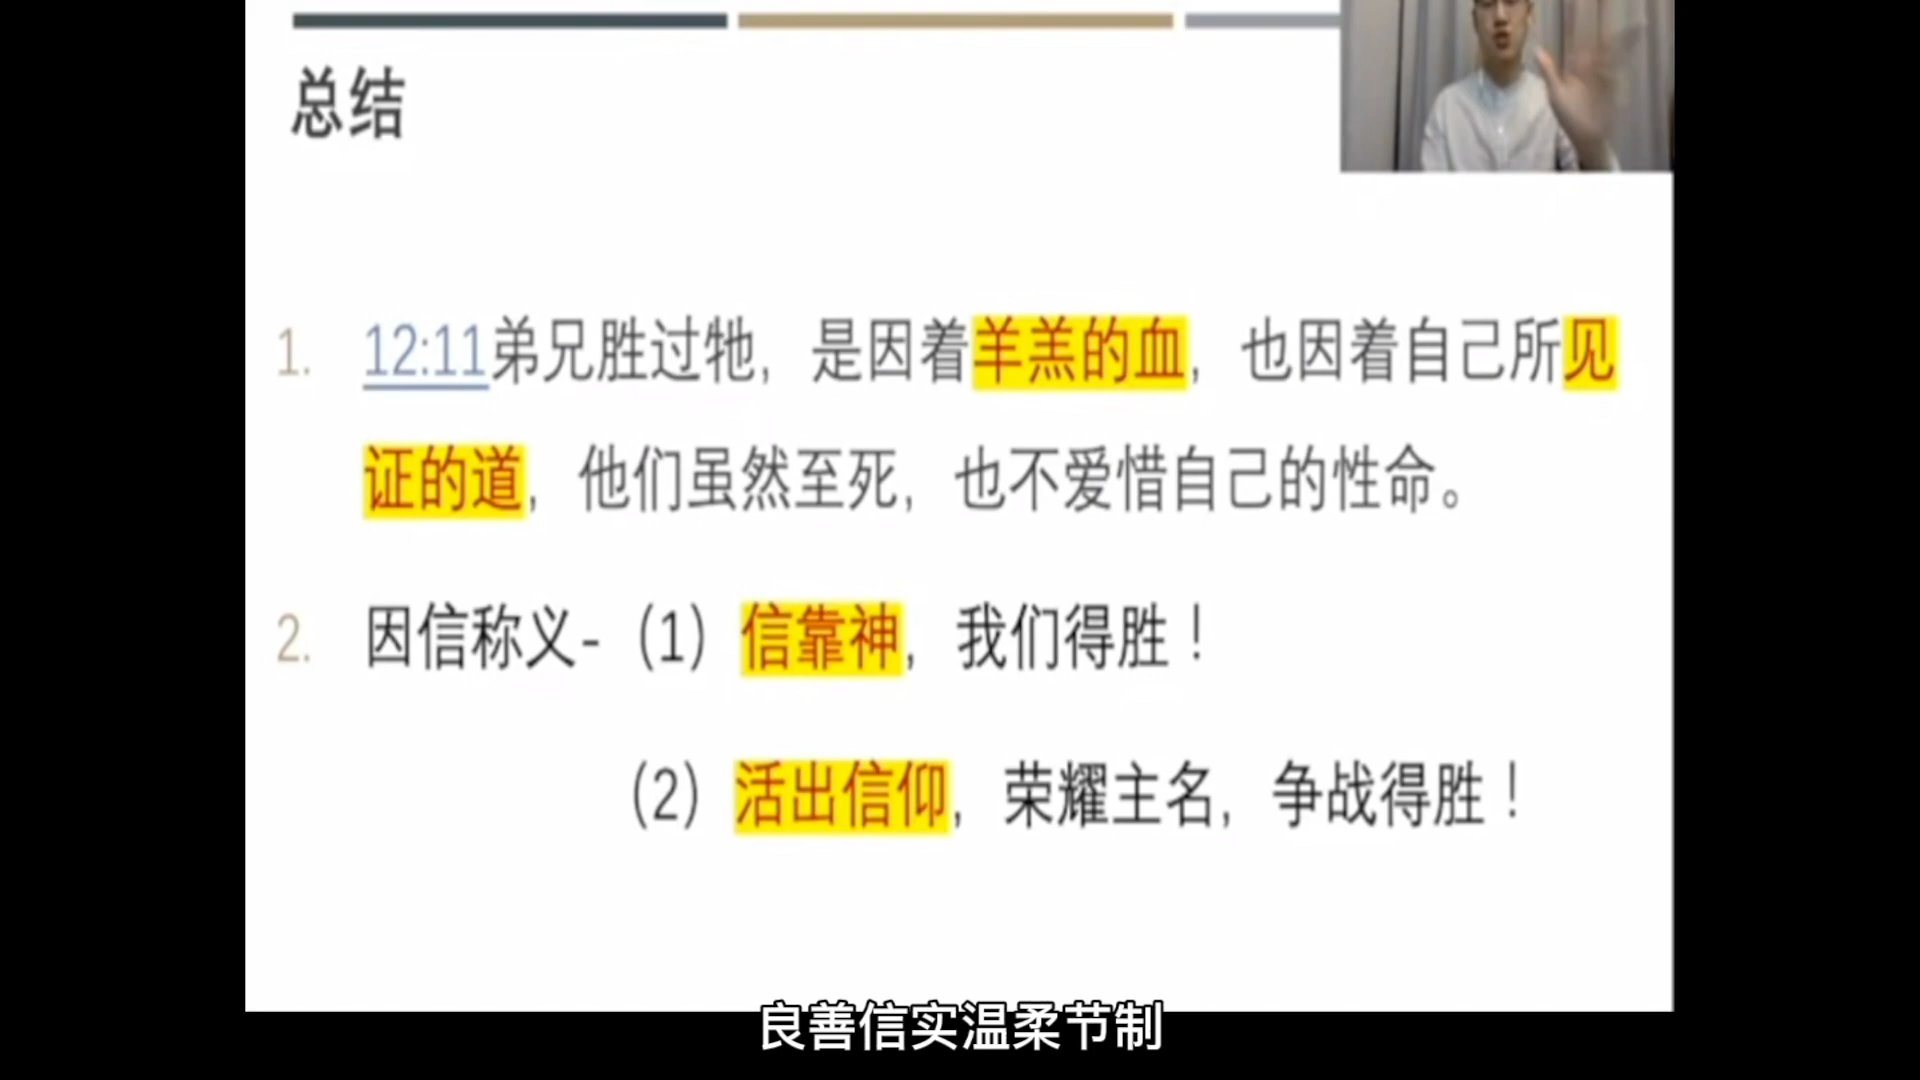 总结
1. 12:11弟兄胜过牠，是因着羊羔的血，也因着自己所见
证的道，他们虽然至死，也不爱惜自己的性命。
2. 因信称义-（1）信靠神，我们得胜！
（2）活出信仰，荣耀主名，争战得胜！
良善信实温柔节制